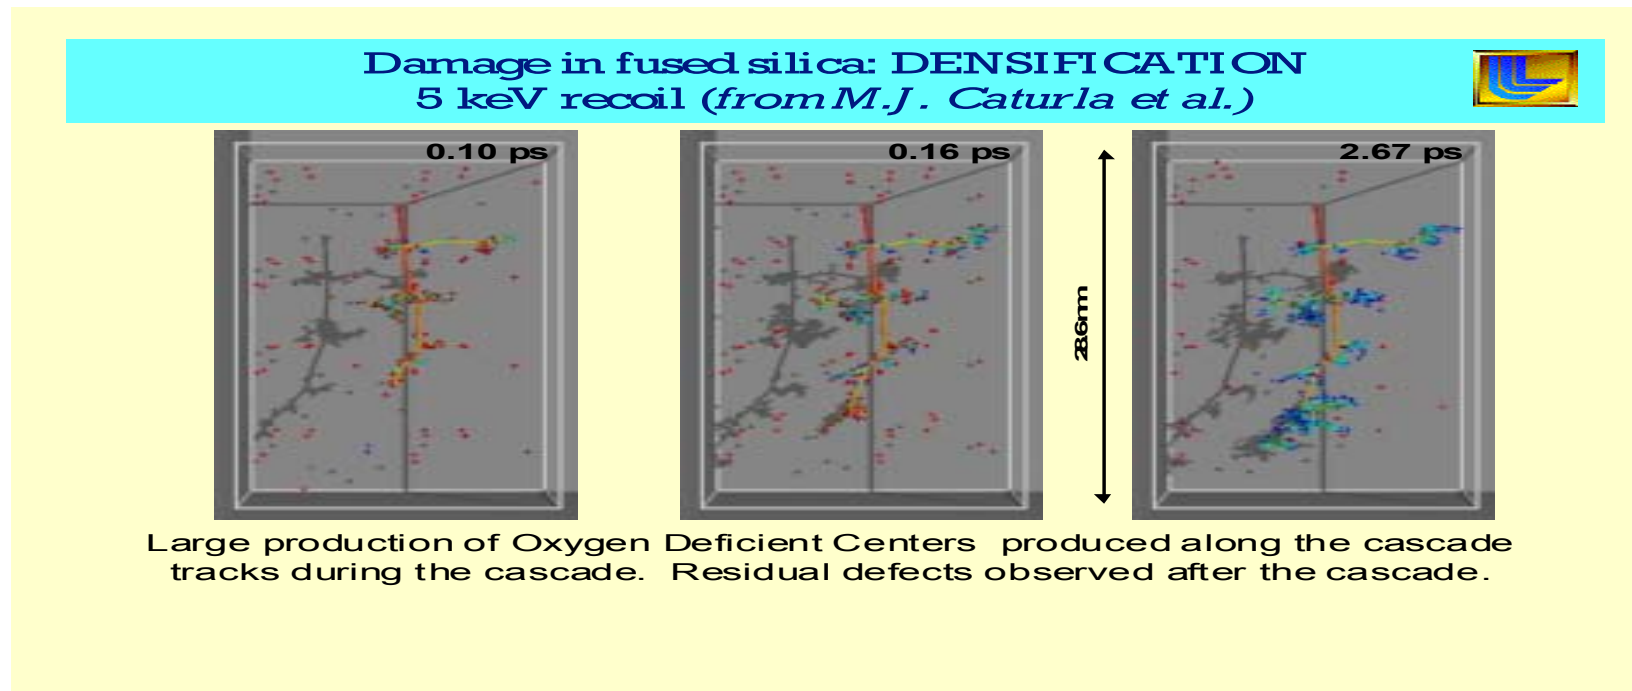 Damage in fused silica: DENSIFICATION
5 keV recoil (from M.J. Caturla et al.)
0.10 ps
0.16 ps
2.67 ps
28.6nm
Large production of Oxygen Deficient Centers produced along the cascade
tracks during the cascade. Residual defects observed after the cascade.